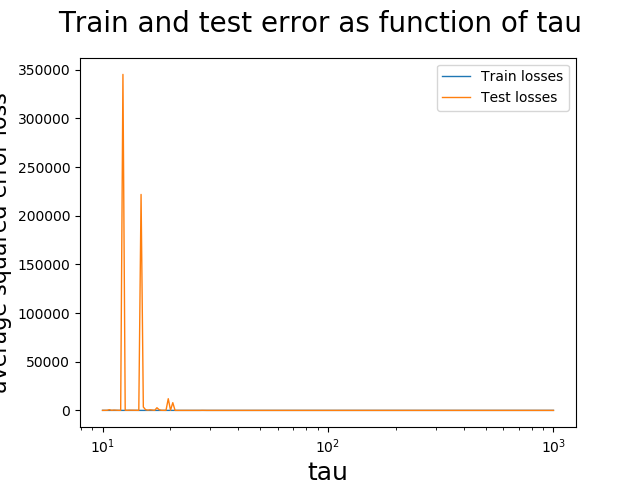 Train and test error as function of tau
Train losses
Test losses
average squared error loss
350000
300000
250000
200000
150000
100000
50000
0
10¹
10²
10³
tau